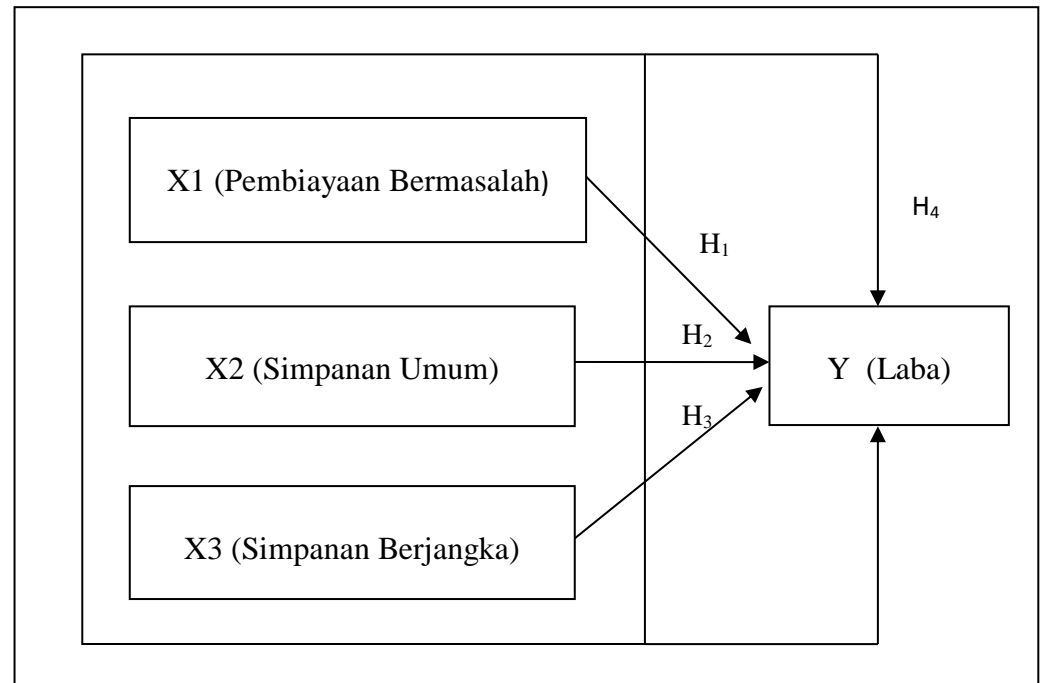 X1 (Pembiayaan Bermasalah)
H₄
H₁
H₂
X2 (Simpanan Umum)
Y (Laba)
H₃
X3 (Simpanan Berjangka)